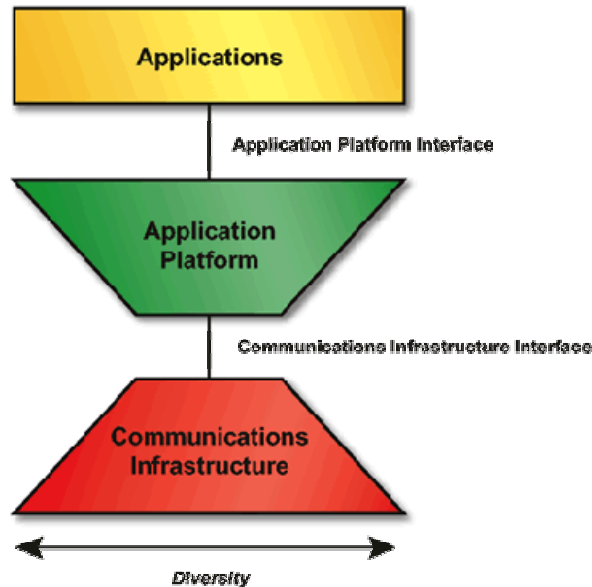 Applications
Application Platform Interface
Application
Platform
Communications Infrastructure Interface
Communications
Infrastructure
Diversity